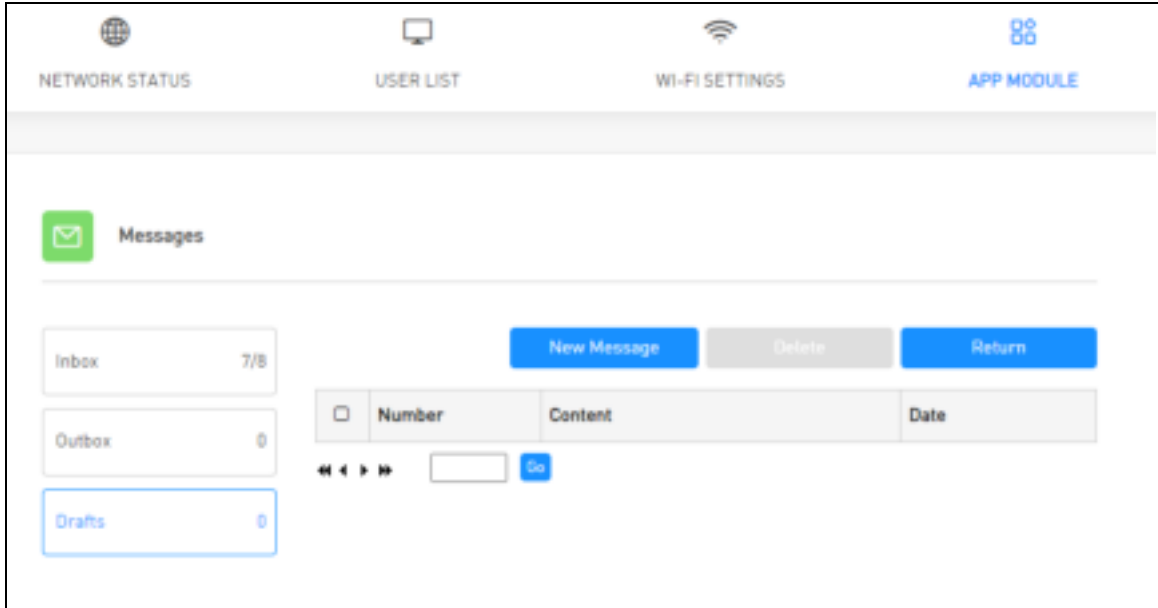 NETWORK STATUS USER LIST WI-FI SETTINGS APP MODULE
Messages
New Message Delete Return
Inbox 7/8
Number Content Date
Outbox 0
Go
Drafts 0